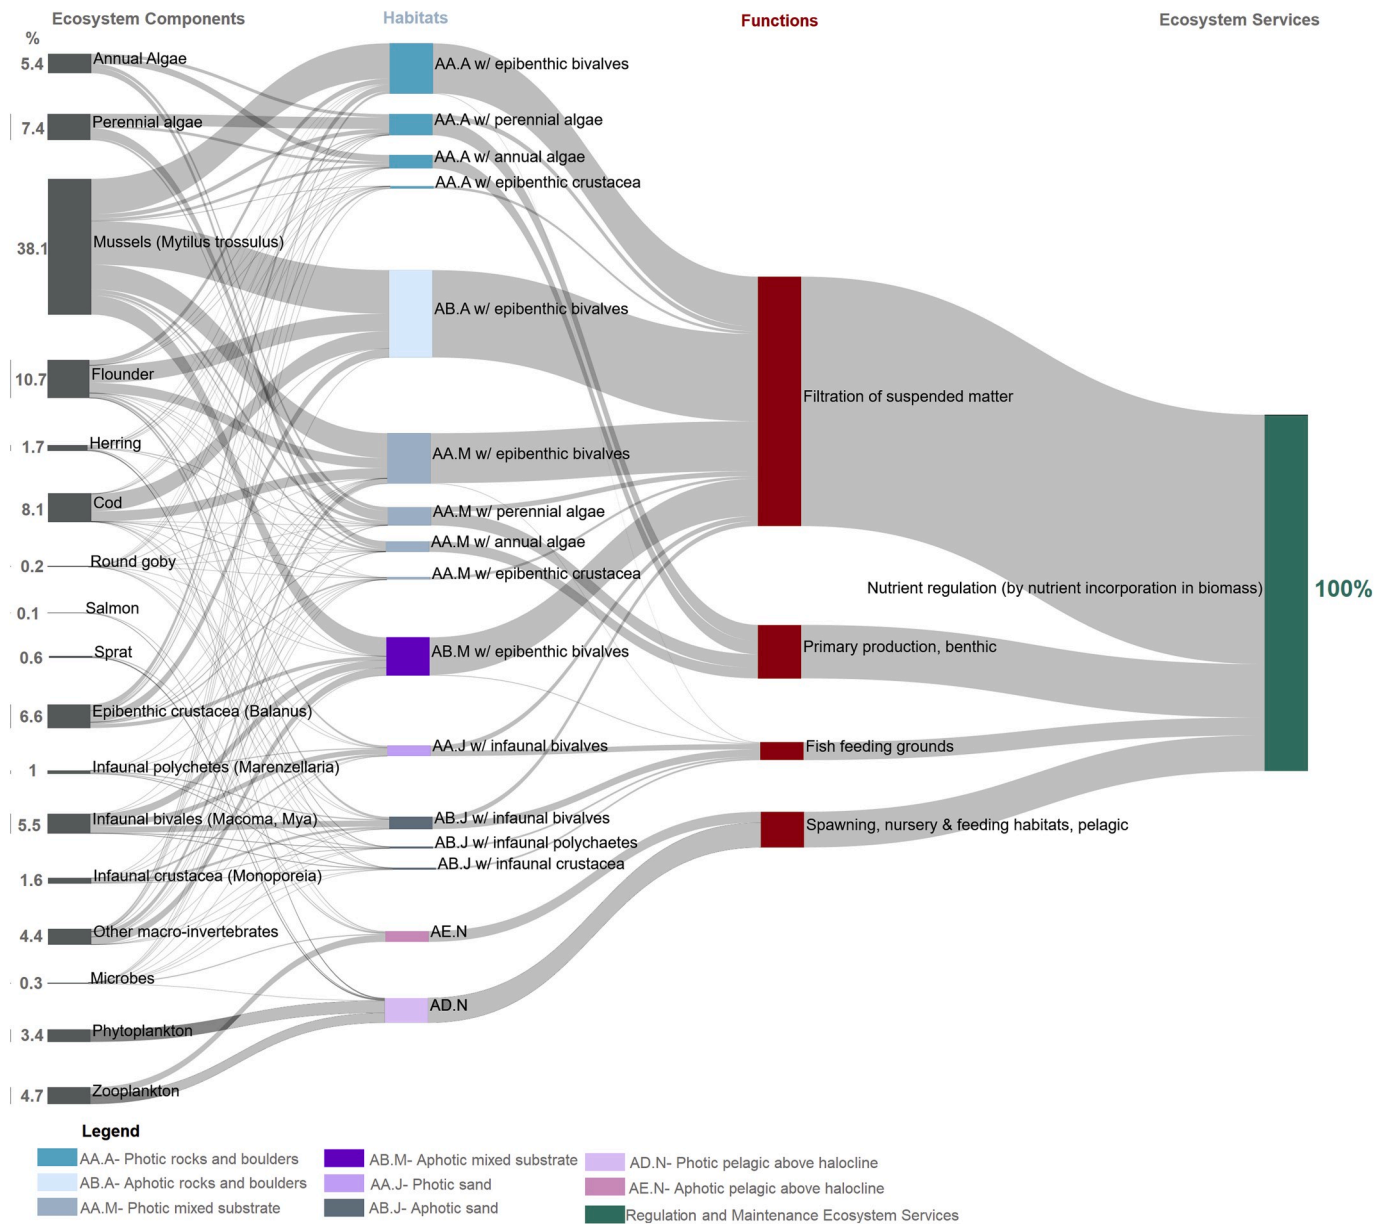 Ecosystem Components
Habitats
Functions
Ecosystem Services
%
5.4 Annual Algae
7.4 Perennial algae
38.1 Mussels (Mytilus trossulus)
10.7 Flounder
1.7 Herring
8.1 Cod
0.2 Round goby
0.1 Salmon
0.6 Sprat
6.6 Epibenthic crustacea (Balanus)
1 Infaunal polychetes (Marenzellaria)
5.5 Infaunal bivales (Macoma, Mya)
1.6 Infaunal crustacea (Monoporeia)
4.4 Other macro-invertebrates
0.3 Microbes
3.4 Phytoplankton
4.7 Zooplankton
AA.A w/ epibenthic bivalves
AA.A w/ perennial algae
AA.A w/ annual algae
AA.A w/ epibenthic crustacea
AB.A w/ epibenthic bivalves
AA.M w/ epibenthic bivalves
AA.M w/ perennial algae
AA.M w/ annual algae
AA.M w/ epibenthic crustacea
AB.M w/ epibenthic bivalves
AA.J w/ infaunal bivalves
AB.J w/ infaunal bivalves
AB.J w/ infaunal polychaetes
AB.J w/ infaunal crustacea
AE.N
AD.N
Filtration of suspended matter
Primary production, benthic
Fish feeding grounds
Spawning, nursery & feeding habitats, pelagic
Nutrient regulation (by nutrient incorporation in biomass)
100%
Legend
AA.A- Photic rocks and boulders
AB.A- Aphotic rocks and boulders
AA.M- Photic mixed substrate
AB.M- Aphotic mixed substrate
AA.J- Photic sand
AB.J- Aphotic sand
AD.N- Photic pelagic above halocline
AE.N- Aphotic pelagic above halocline
Regulation and Maintenance Ecosystem Services